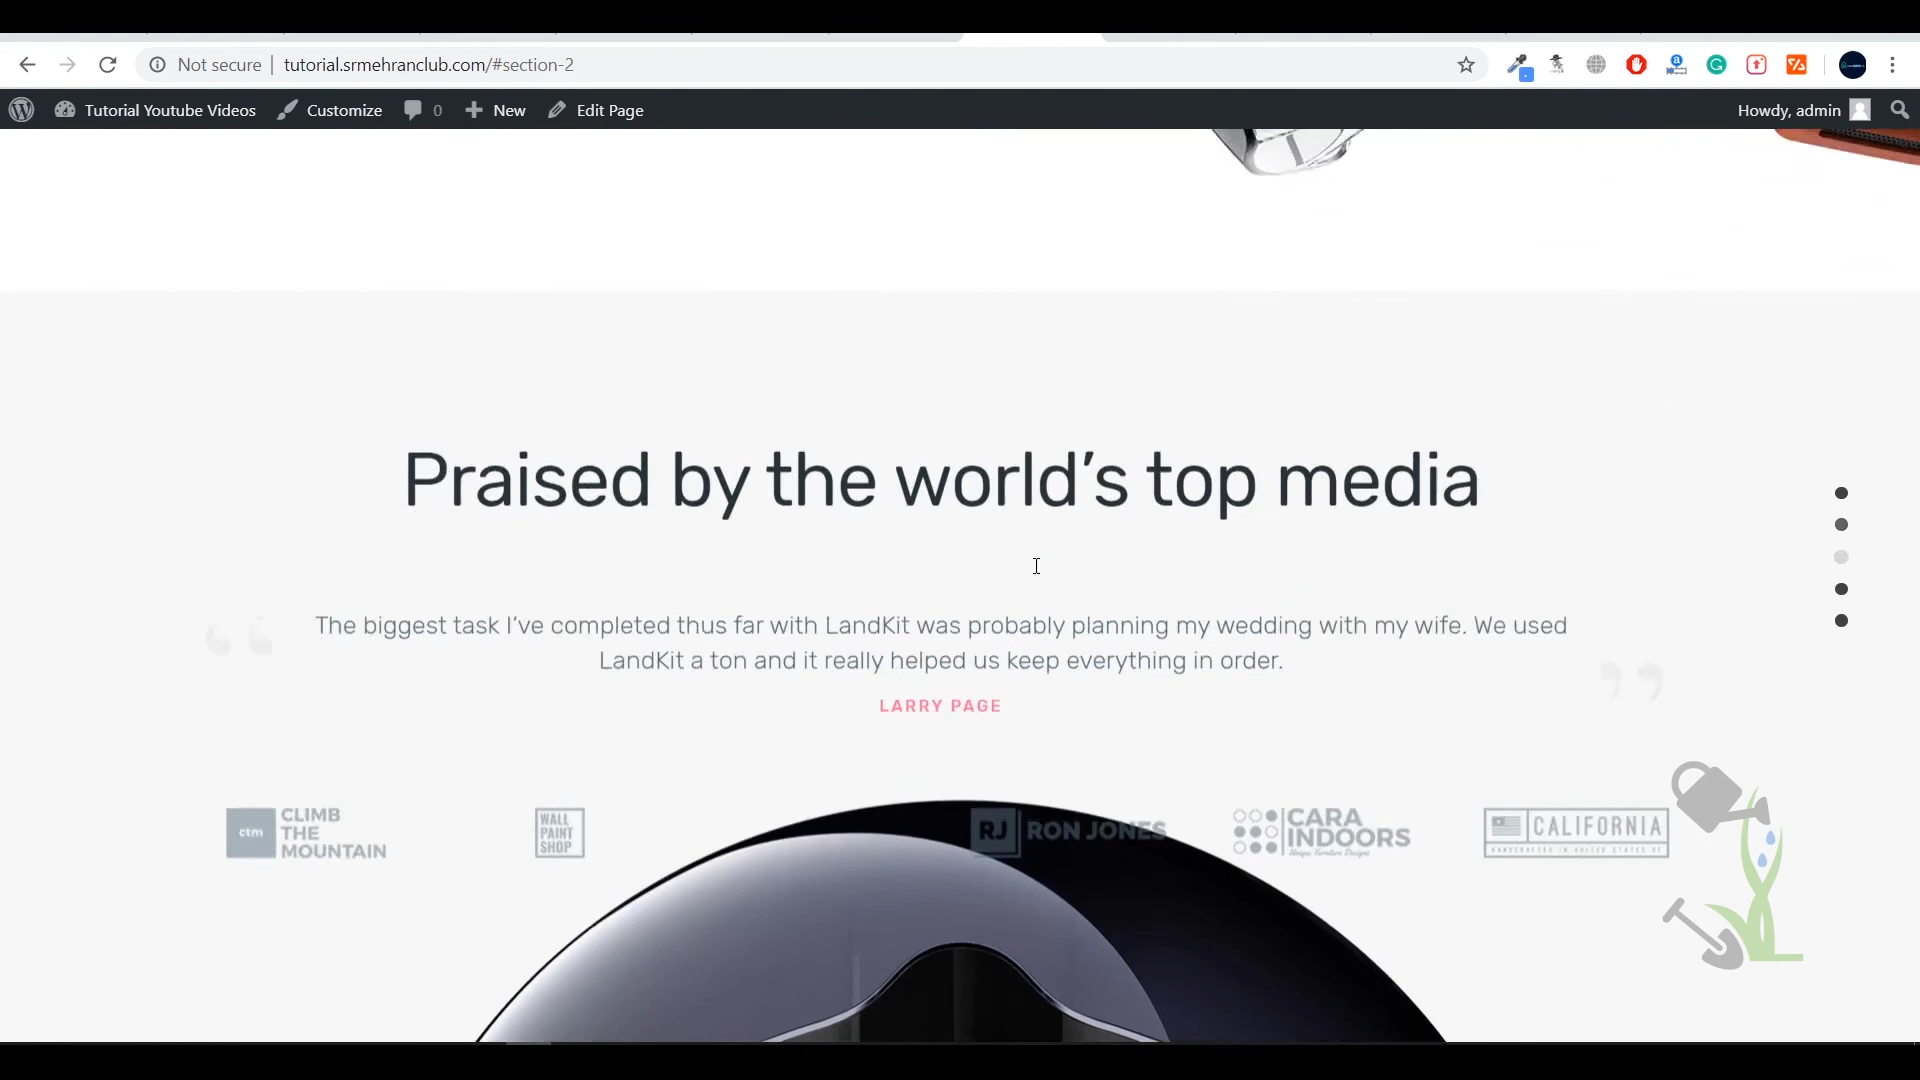 Not secure | tutorial.srmehranclub.com/#section-2
Tutorial Youtube Videos Customize 0 New Edit Page Howdy, admin
Praised by the world’s top media
“ The biggest task I’ve completed thus far with LandKit was probably planning my wedding with my wife. We used
LandKit a ton and it really helped us keep everything in order. ”
LARRY PAGE
ctm CLIMB THE MOUNTAIN
WALL PAINT SHOP
RJ RON JONES
CARA INDOORS
Unique Furniture Designs
CALIFORNIA